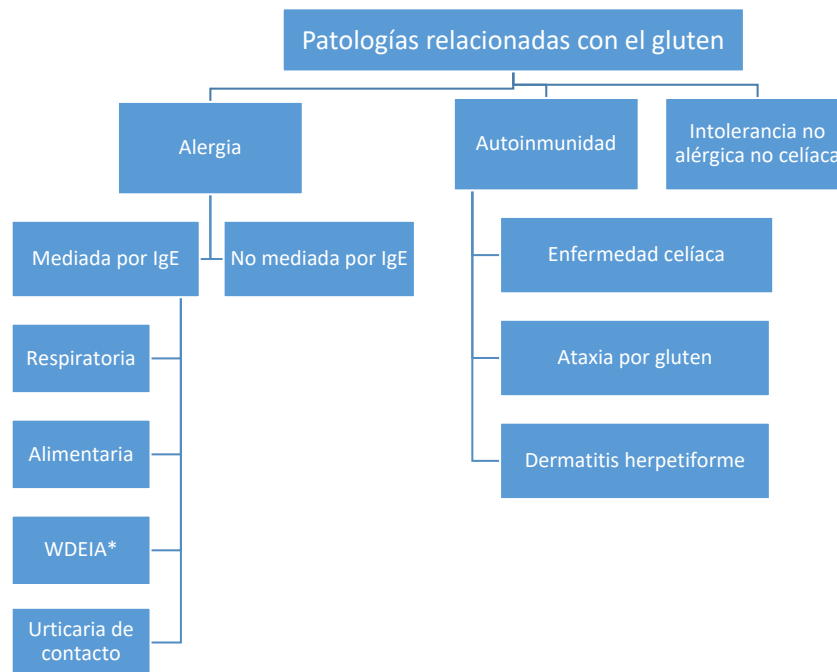 Patologías relacionadas con el gluten
Alergia
Autoinmunidad
Intolerancia no
alérgica no celíaca
Mediada por IgE
No mediada por IgE
Enfermedad celíaca
Respiratoria
Ataxia por gluten
Alimentaria
Dermatitis herpetiforme
WDEIA*
Urticaria de
contacto